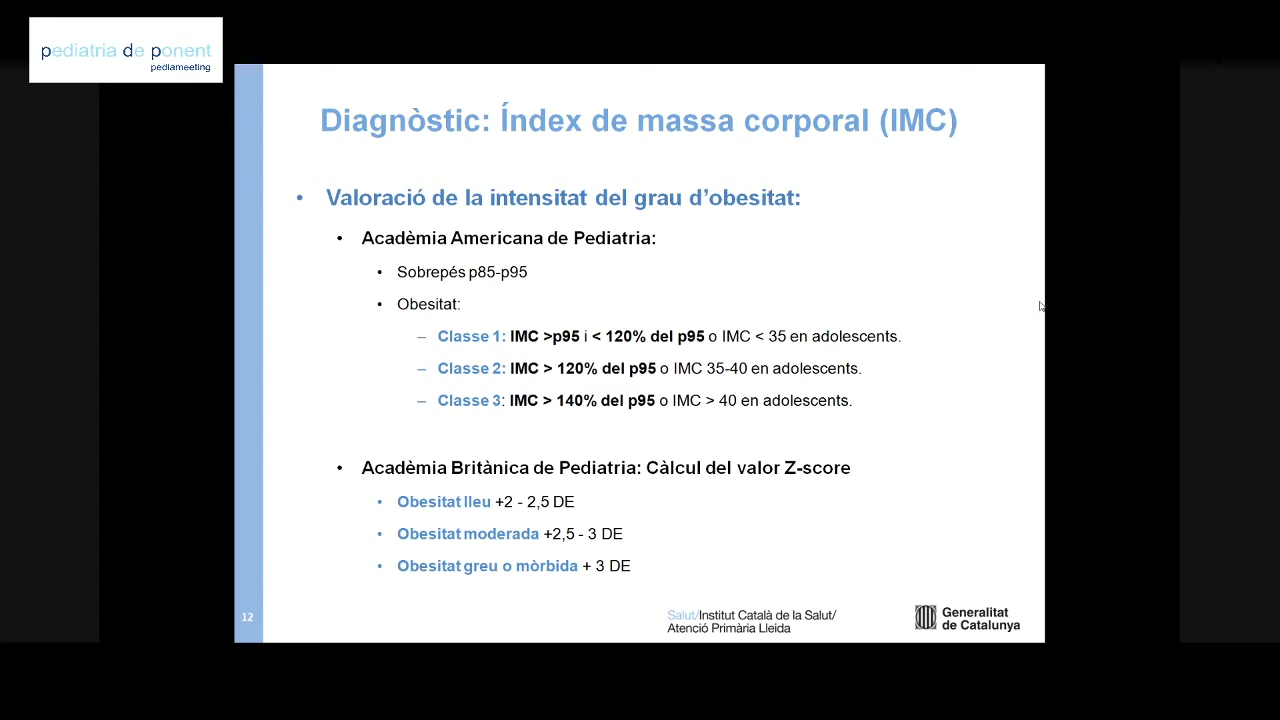 pediatria de ponent
pediameeting
Diagnòstic: Índex de massa corporal (IMC)
• Valoració de la intensitat del grau d’obesitat:
• Acadèmia Americana de Pediatria:
• Sobrepés p85-p95
• Obesitat:
– Classe 1: IMC >p95 i < 120% del p95 o IMC < 35 en adolescents.
– Classe 2: IMC > 120% del p95 o IMC 35-40 en adolescents.
– Classe 3: IMC > 140% del p95 o IMC > 40 en adolescents.
• Acadèmia Britànica de Pediatria: Càlcul del valor Z-score
• Obesitat lleu +2 - 2,5 DE
• Obesitat moderada +2,5 - 3 DE
• Obesitat greu o mòrbida + 3 DE
12
Salut/Institut Català de la Salut/
Atenció Primària Lleida
Generalitat
de Catalunya